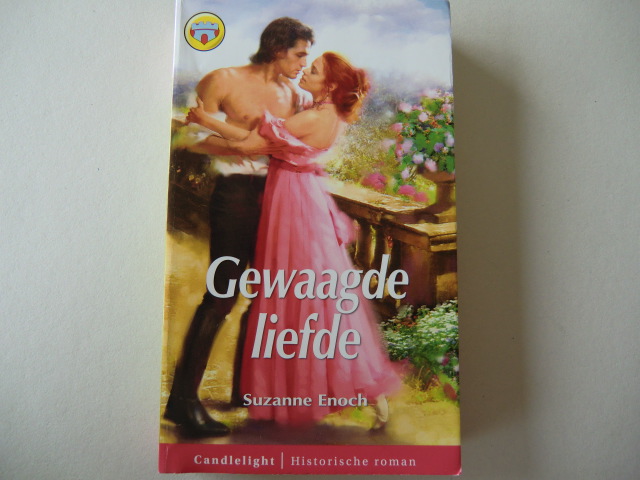 Gewaagde
liefde
Suzanne Enoch
Candlelight | Historische roman